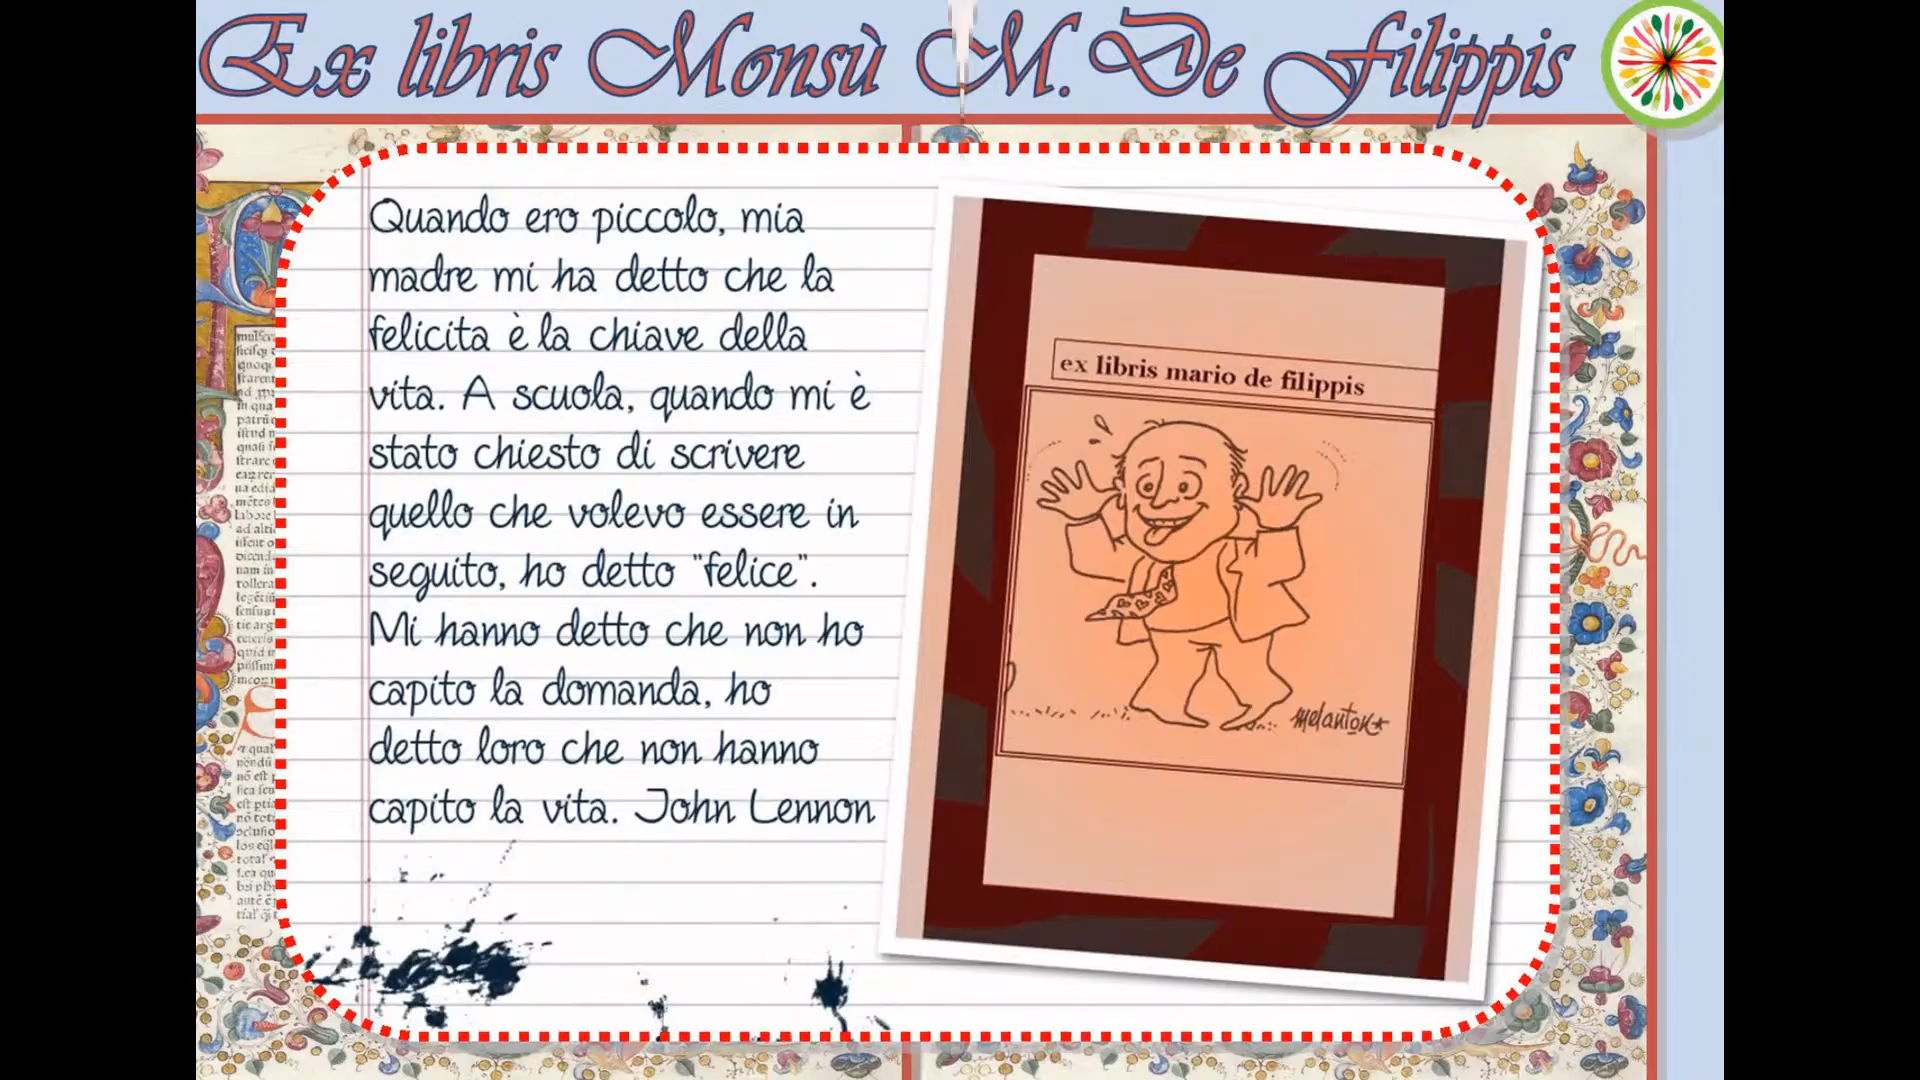 Ex libris Monsù M. De Filippis
Quando ero piccolo, mia
madre mi ha detto che la
felicita è la chiave della
vita. A scuola, quando mi è
stato chiesto di scrivere
quello che volevo essere in
seguito, ho detto "felice".
Mi hanno detto che non ho
capito la domanda, ho
detto loro che non hanno
capito la vita. John Lennon
ex libris mario de filippis
melanton